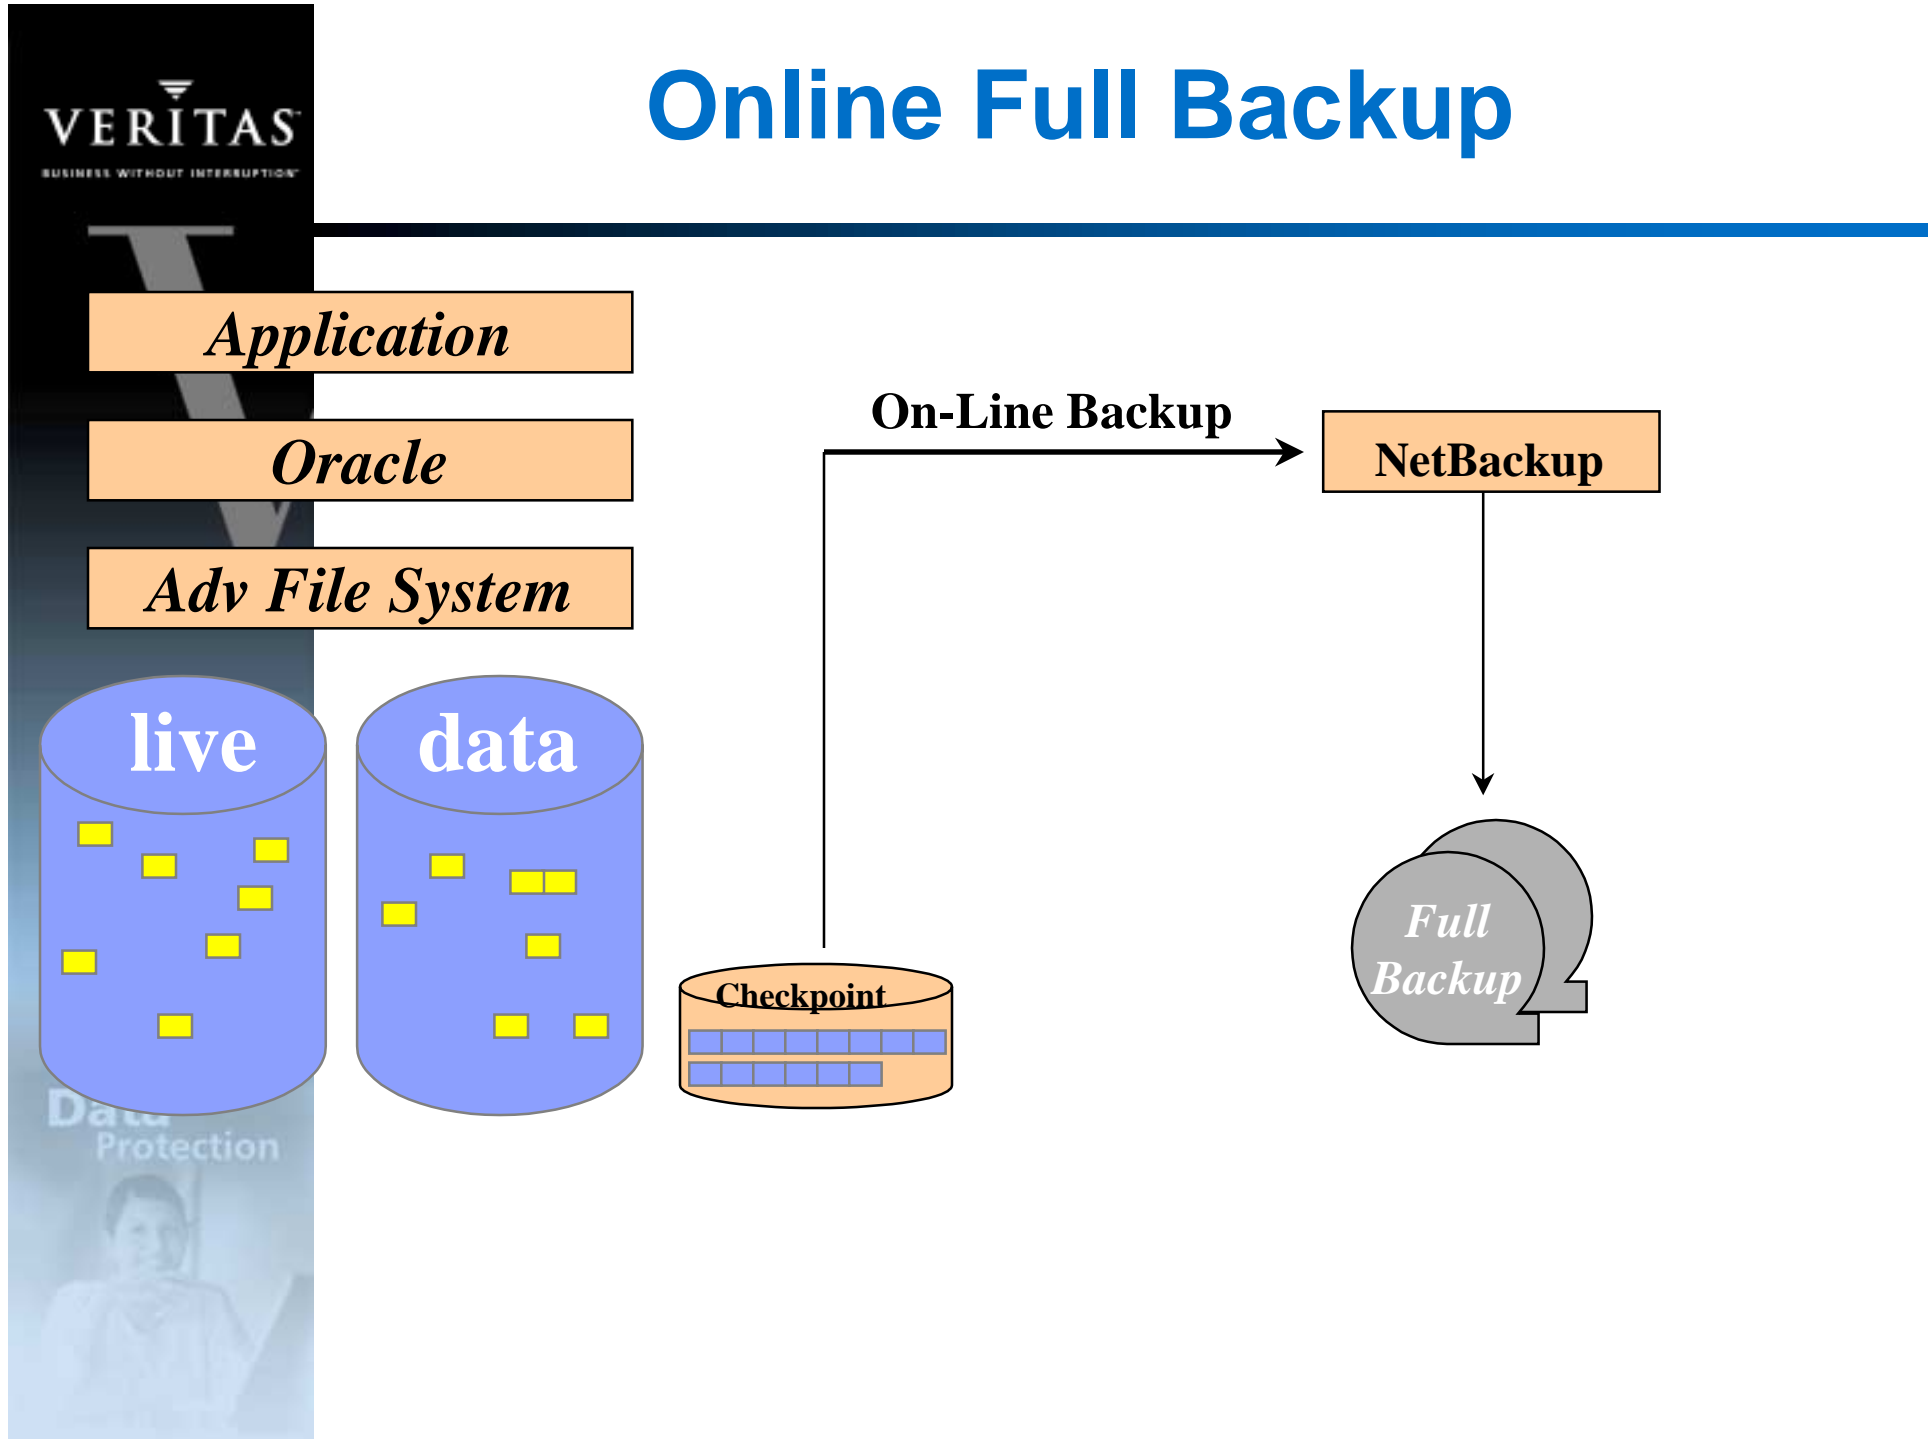 VERITAS
BUSINESS WITHOUT INTERRUPTION
Online Full Backup
Application
Oracle
Adv File System
live
data
On-Line Backup
NetBackup
Checkpoint
Full
Backup
Data
Protection